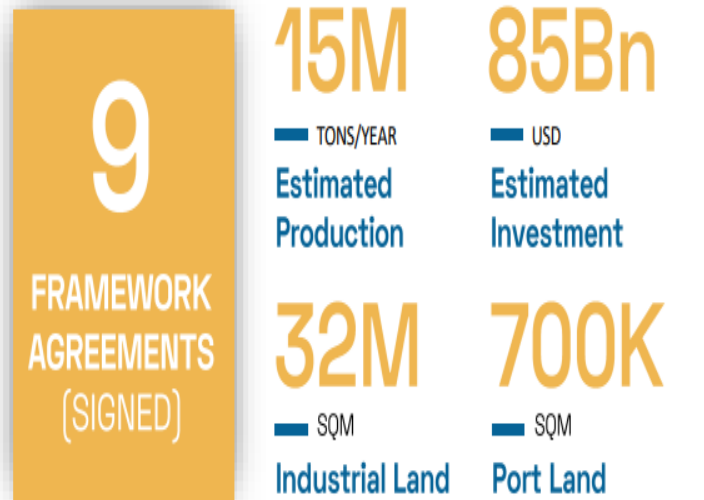 9
FRAMEWORK
AGREEMENTS
(SIGNED)
15M
TONS/YEAR
Estimated
Production
85Bn
USD
Estimated
Investment
32M
SQM
Industrial Land
700K
SQM
Port Land